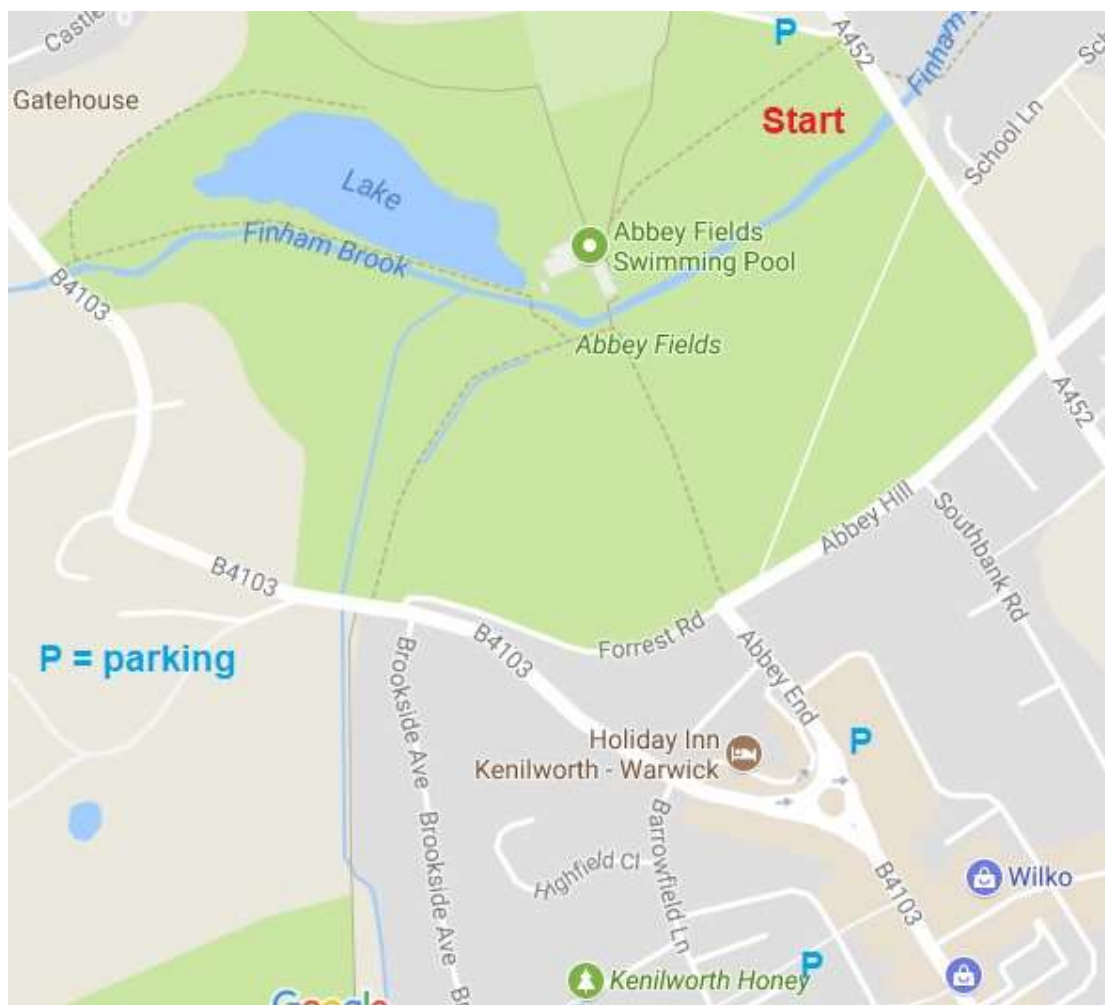 Castle
P
A452
Finham
Sch
Gatehouse
Start
School Ln
Lake
Finham Brook
Abbey Fields
Swimming Pool
B4103
Abbey Fields
A452
Abbey Hill
Southbank Rd
B4103
P = parking
Brookside Ave
B4103
Forrest Rd
Abbey End
P
Holiday Inn
Kenilworth - Warwick
Barrowfield Ln
Highfield Cl
Brookside Ave
B4103
Wilko
Kenilworth Honey
P
Google